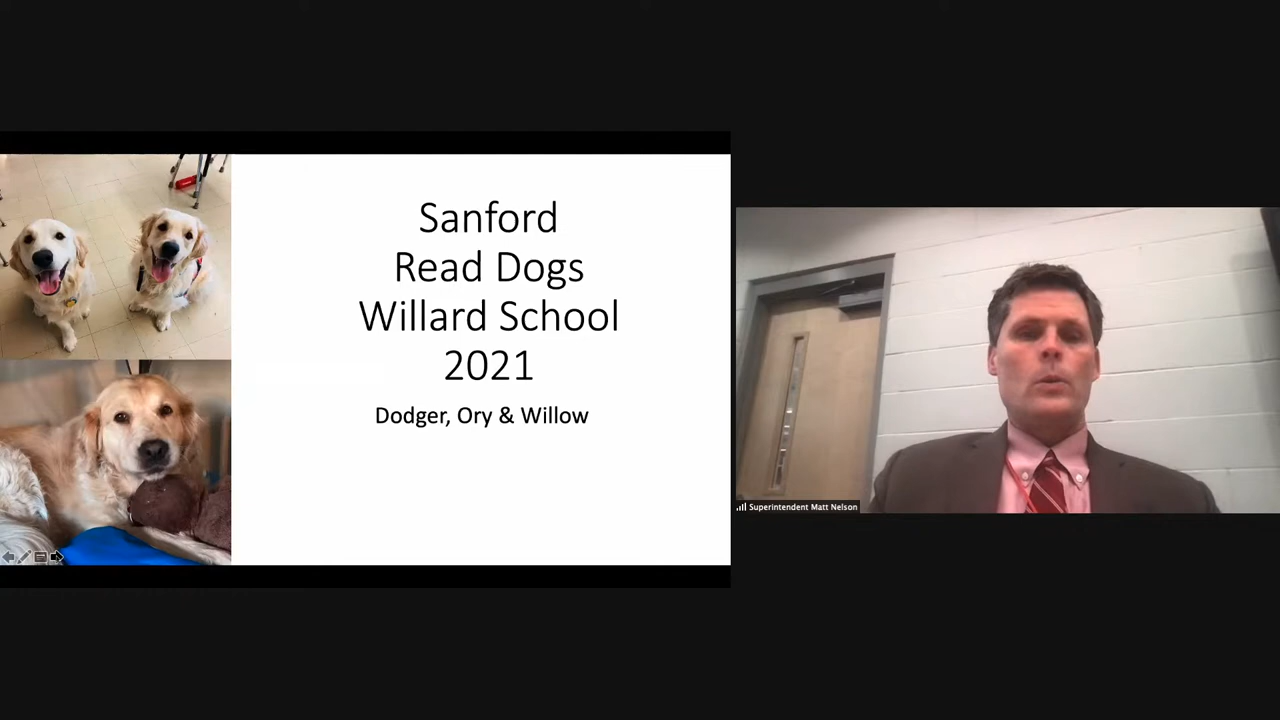 Sanford
Read Dogs
Willard School
2021
Dodger, Ory & Willow
Superintendent Matt Nelson